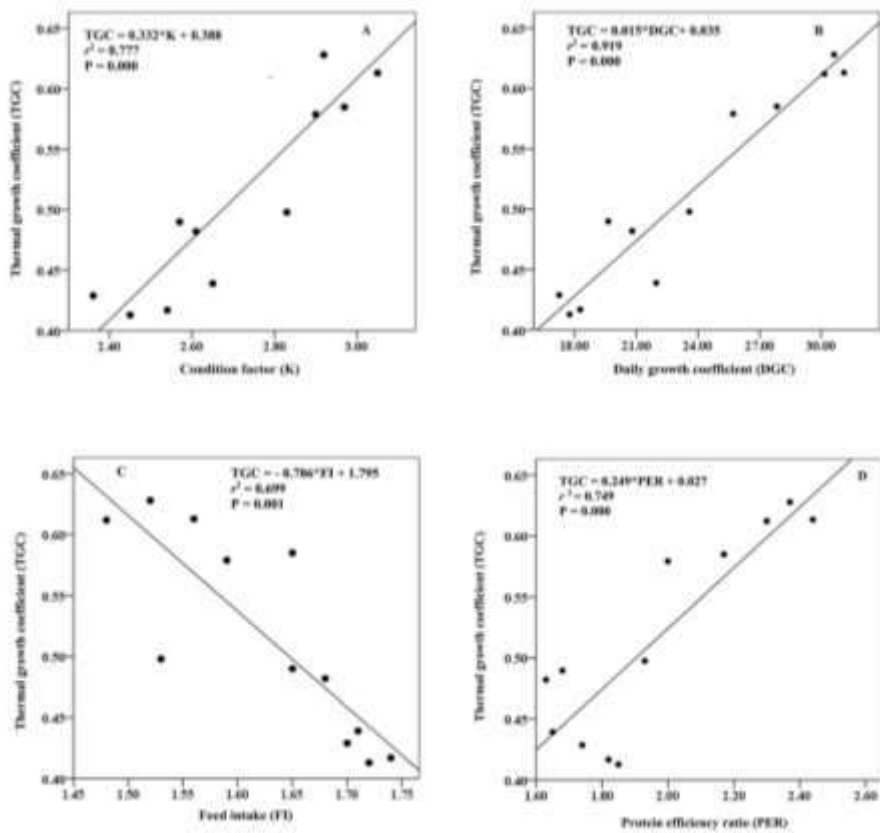 TGC = 0.332*K + 0.388
r² = 0.777
P = 0.000
A
0.65
0.60
0.55
0.50
0.45
0.40
Thermal growth coefficient (TGC)
2.40 2.60 2.80 3.00
Condition factor (K)
TGC = 0.015*DGC+ 0.035
r² = 0.919
P = 0.000
B
0.65
0.60
0.55
0.50
0.45
0.40
Thermal growth coefficient (TGC)
18.00 21.00 24.00 27.00 30.00
Daily growth coefficient (DGC)
C
TGC = - 0.786*FI + 1.795
r² = 0.699
P = 0.001
0.65
0.60
0.55
0.50
0.45
0.40
Thermal growth coefficient (TGC)
1.45 1.50 1.55 1.60 1.65 1.70 1.75
Feed intake (FI)
TGC = 0.249*PER + 0.027
r ² = 0.749
P = 0.000
D
0.65
0.60
0.55
0.50
0.45
0.40
Thermal growth coefficient (TGC)
1.60 1.80 2.00 2.20 2.40 2.60
Protein efficiency ratio (PER)